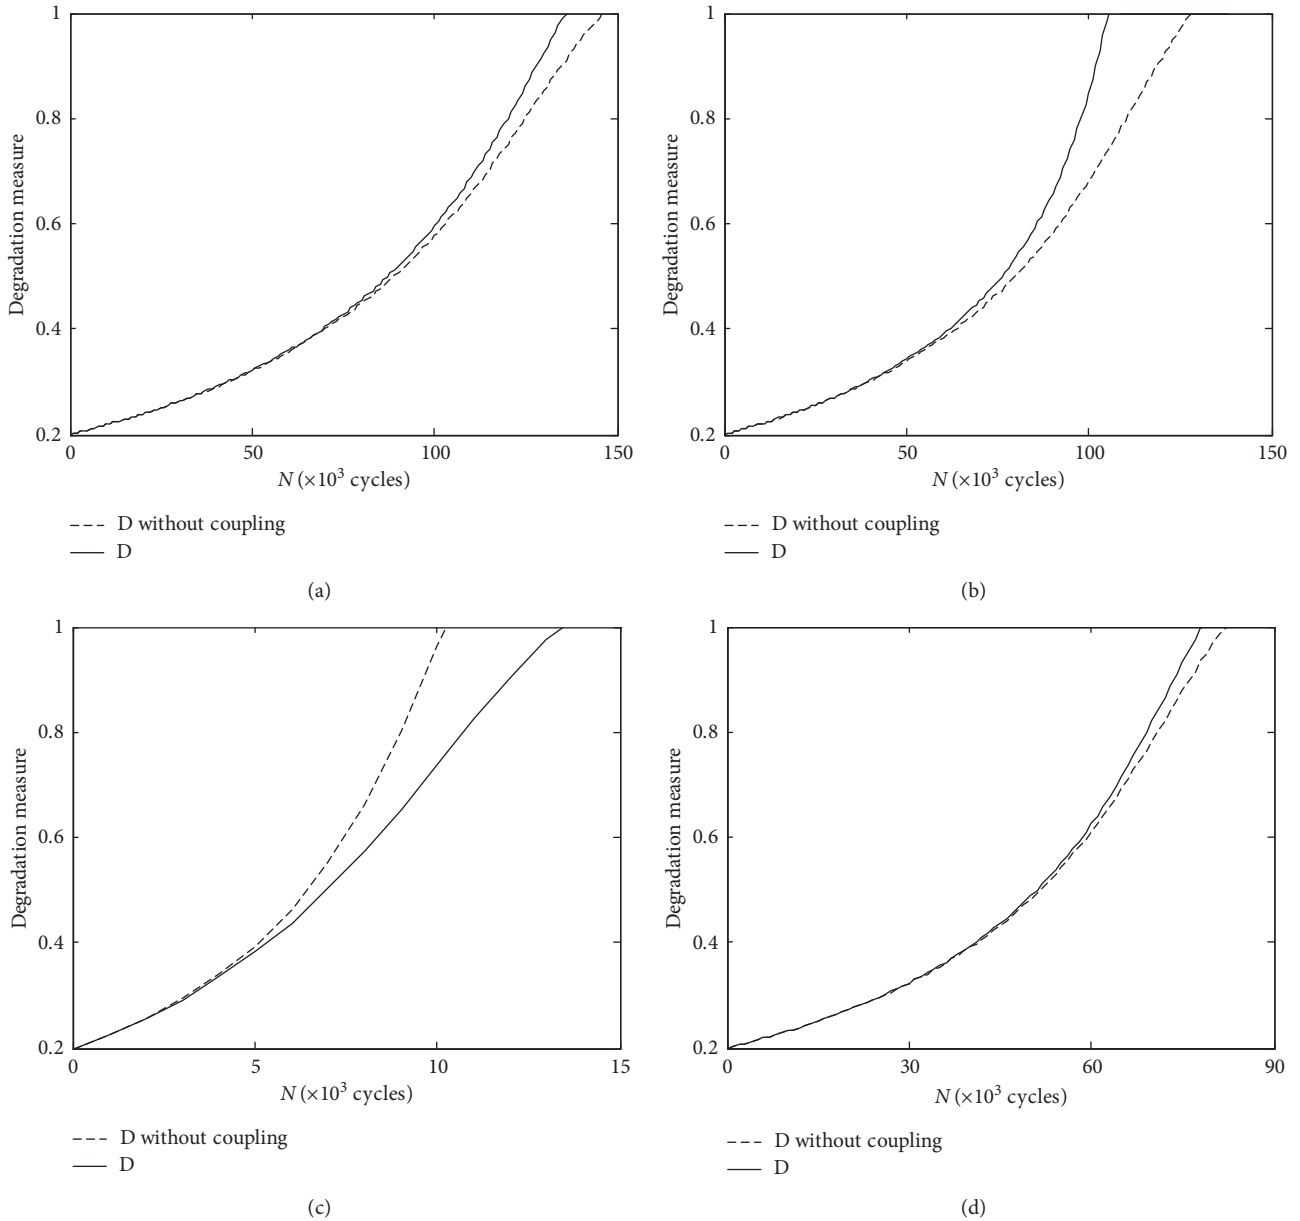 Degradation measure
1
0.8
0.6
0.4
0.2
0 50 100 150
N (×10³ cycles)
D without coupling
D
(a)
Degradation measure
1
0.8
0.6
0.4
0.2
0 50 100 150
N (×10³ cycles)
D without coupling
D
(b)
Degradation measure
1
0.8
0.6
0.4
0.2
0 5 10 15
N (×10³ cycles)
D without coupling
D
(c)
Degradation measure
1
0.8
0.6
0.4
0.2
0 30 60 90
N (×10³ cycles)
D without coupling
D
(d)